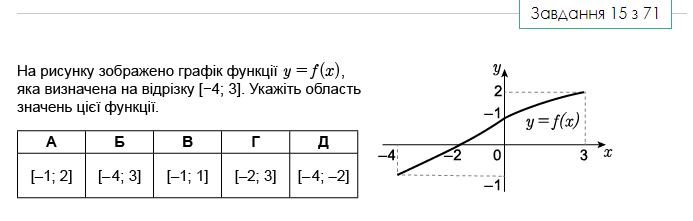 Завдання 15 з 71
На рисунку зображено графік функції y = f(x),
яка визначена на відрізку [−4; 3]. Укажіть область
значень цієї функції.
А Б В Г Д
[−1; 2] [−4; 3] [−1; 1] [−2; 3] [−4; −2]
y
2
−1
y = f(x)
−4 −2 0 3 x
−1